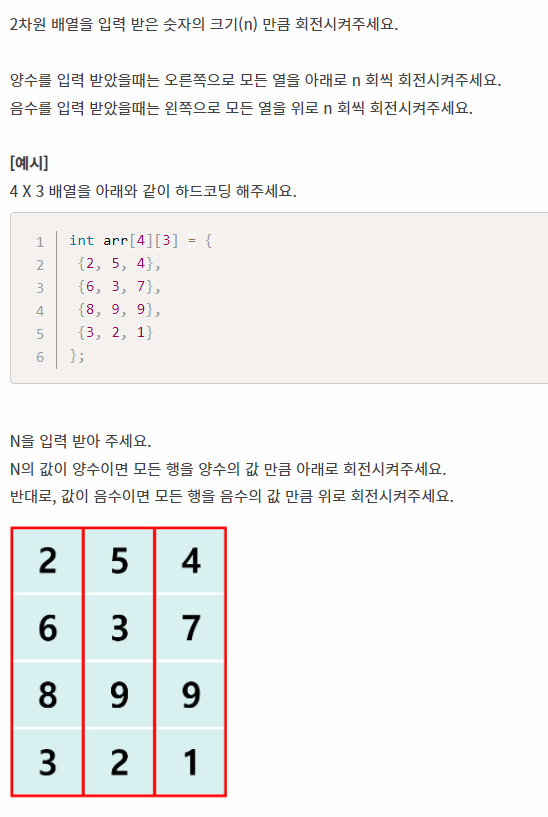 2차원 배열을 입력 받은 숫자의 크기(n) 만큼 회전시켜주세요.
양수를 입력 받았을때는 오른쪽으로 모든 열을 아래로 n 회씩 회전시켜주세요.
음수를 입력 받았을때는 왼쪽으로 모든 열을 위로 n 회씩 회전시켜주세요.
[예시]
4 X 3 배열을 아래와 같이 하드코딩 해주세요.
1 int arr[4][3] = {
2 {2, 5, 4},
3 {6, 3, 7},
4 {8, 9, 9},
5 {3, 2, 1}
6 };
N을 입력 받아 주세요.
N의 값이 양수이면 모든 행을 양수의 값 만큼 아래로 회전시켜주세요.
반대로, 값이 음수이면 모든 행을 음수의 값 만큼 위로 회전시켜주세요.
2 5 4
6 3 7
8 9 9
3 2 1